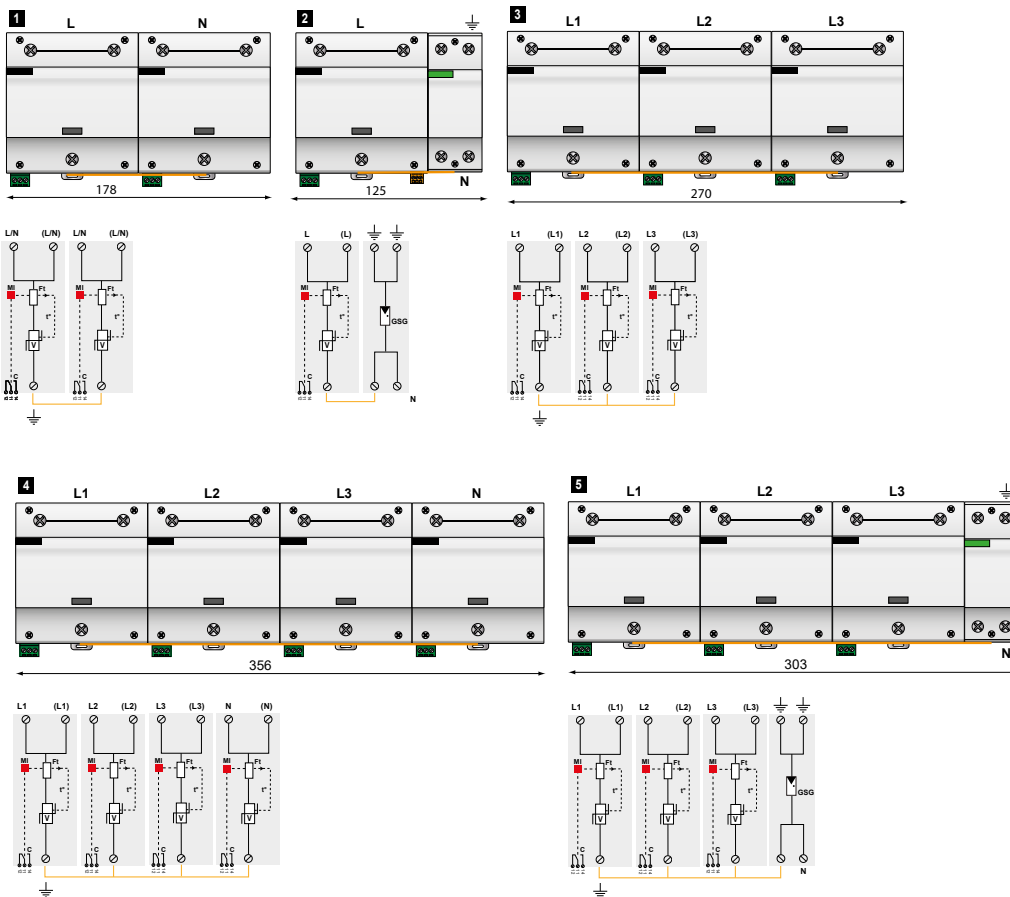 1 L N
178
L/N (L/N) L/N (L/N)
MI Ft MI Ft
t° t°
V V
C C
2 L
N
125
L (L)
MI Ft
t°
GSG
V
C
N
3 L1 L2 L3
270
L1 (L1) L2 (L2) L3 (L3)
MI Ft MI Ft MI Ft
t° t° t°
V V V
C C C
4 L1 L2 L3 N
356
L1 (L1) L2 (L2) L3 (L3) N (N)
MI Ft MI Ft MI Ft MI Ft
t° t° t° t°
V V V V
C C C C
5 L1 L2 L3
N
303
L1 (L1) L2 (L2) L3 (L3)
MI Ft MI Ft MI Ft
t° t° t°
GSG
V V V
C C C
N